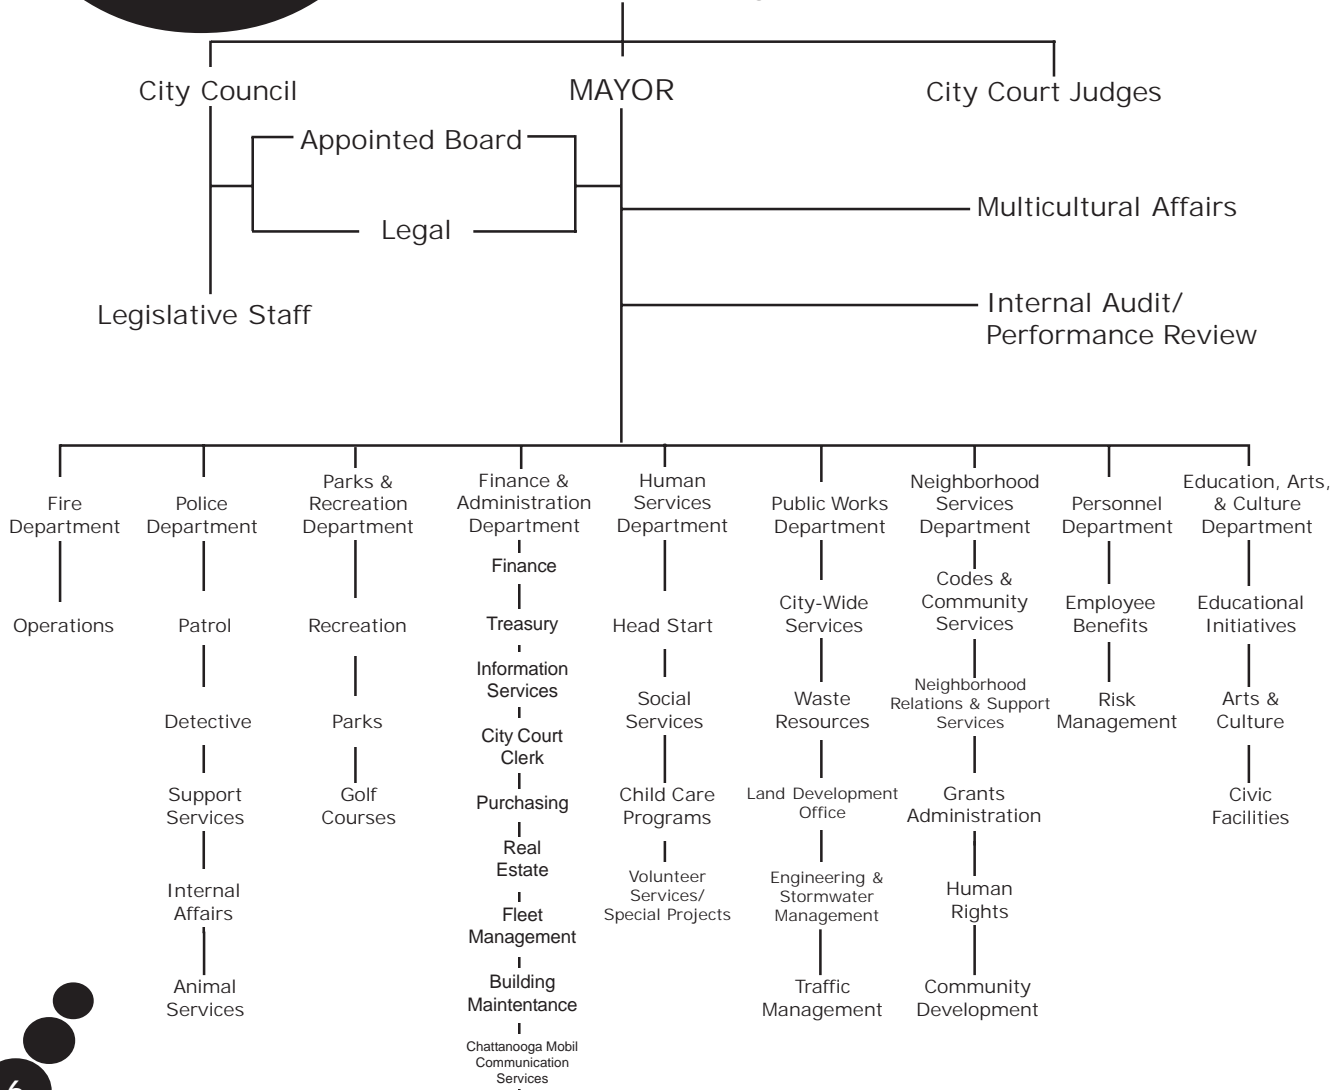 City Council
MAYOR
City Court Judges
Appointed Board
Legal
Multicultural Affairs
Legislative Staff
Internal Audit/
Performance Review
Fire
Department
Operations
Police
Department
Patrol
Detective
Support
Services
Internal
Affairs
Animal
Services
Parks &
Recreation
Department
Recreation
Parks
Golf
Courses
Finance &
Administration
Department
Finance
Treasury
Information
Services
City Court
Clerk
Purchasing
Real
Estate
Fleet
Management
Building
Maintentance
Chattanooga Mobil
Communication
Services
Human
Services
Department
Head Start
Social
Services
Child Care
Programs
Volunteer
Services/
Special Projects
Public Works
Department
City-Wide
Services
Waste
Resources
Land Development
Office
Engineering &
Stormwater
Management
Traffic
Management
Neighborhood
Services
Department
Codes &
Community
Services
Neighborhood
Relations & Support
Services
Grants
Administration
Human
Rights
Community
Development
Personnel
Department
Employee
Benefits
Risk
Management
Education, Arts,
& Culture
Department
Educational
Initiatives
Arts &
Culture
Civic
Facilities